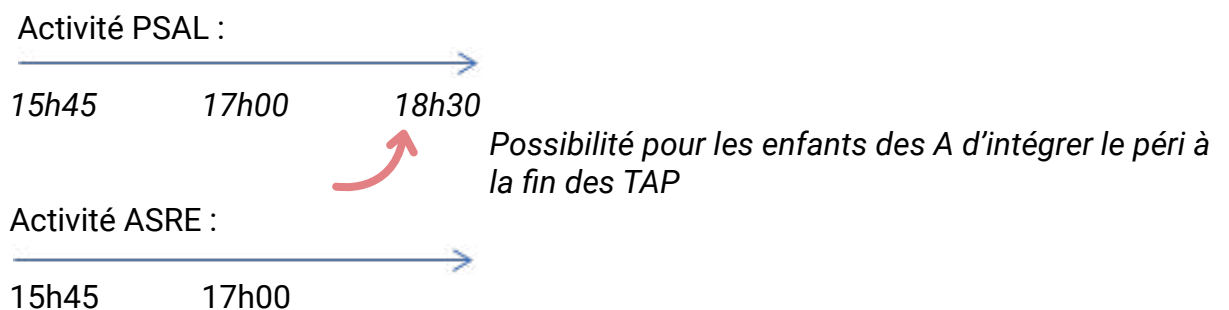 Activité PSAL :
15h45 17h00 18h30
Possibilité pour les enfants des A d'intégrer le péri à
la fin des TAP
Activité ASRE :
15h45 17h00